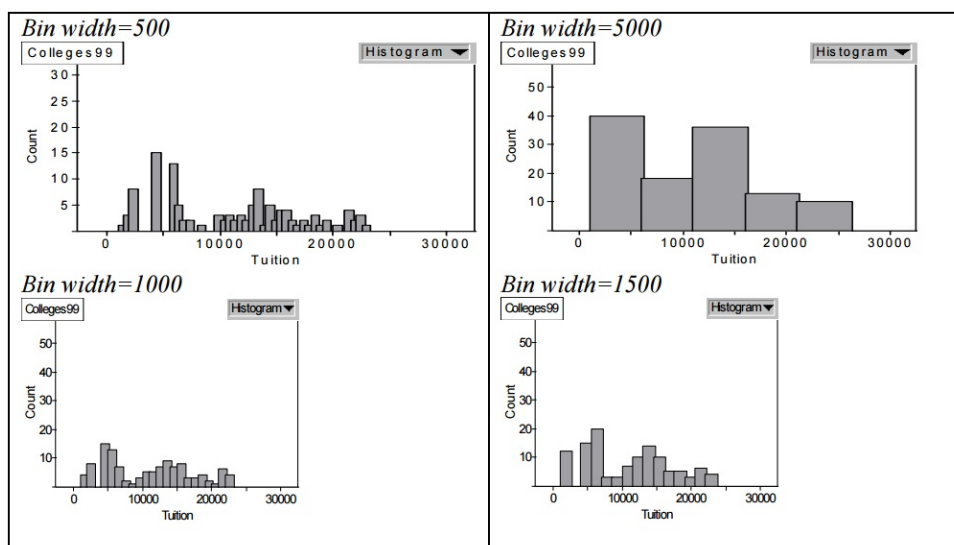 Bin width=500
Colleges99
Histogram
30
25
20
15
10
5
Count
0 10000 20000 30000
Tuition
Bin width=5000
Colleges99
Histogram
50
40
30
20
10
Count
0 10000 20000 30000
Tuition
Bin width=1000
Colleges99
Histogram
50
40
30
20
10
Count
0 10000 20000 30000
Tuition
Bin width=1500
Colleges99
Histogram
50
40
30
20
10
Count
0 10000 20000 30000
Tuition